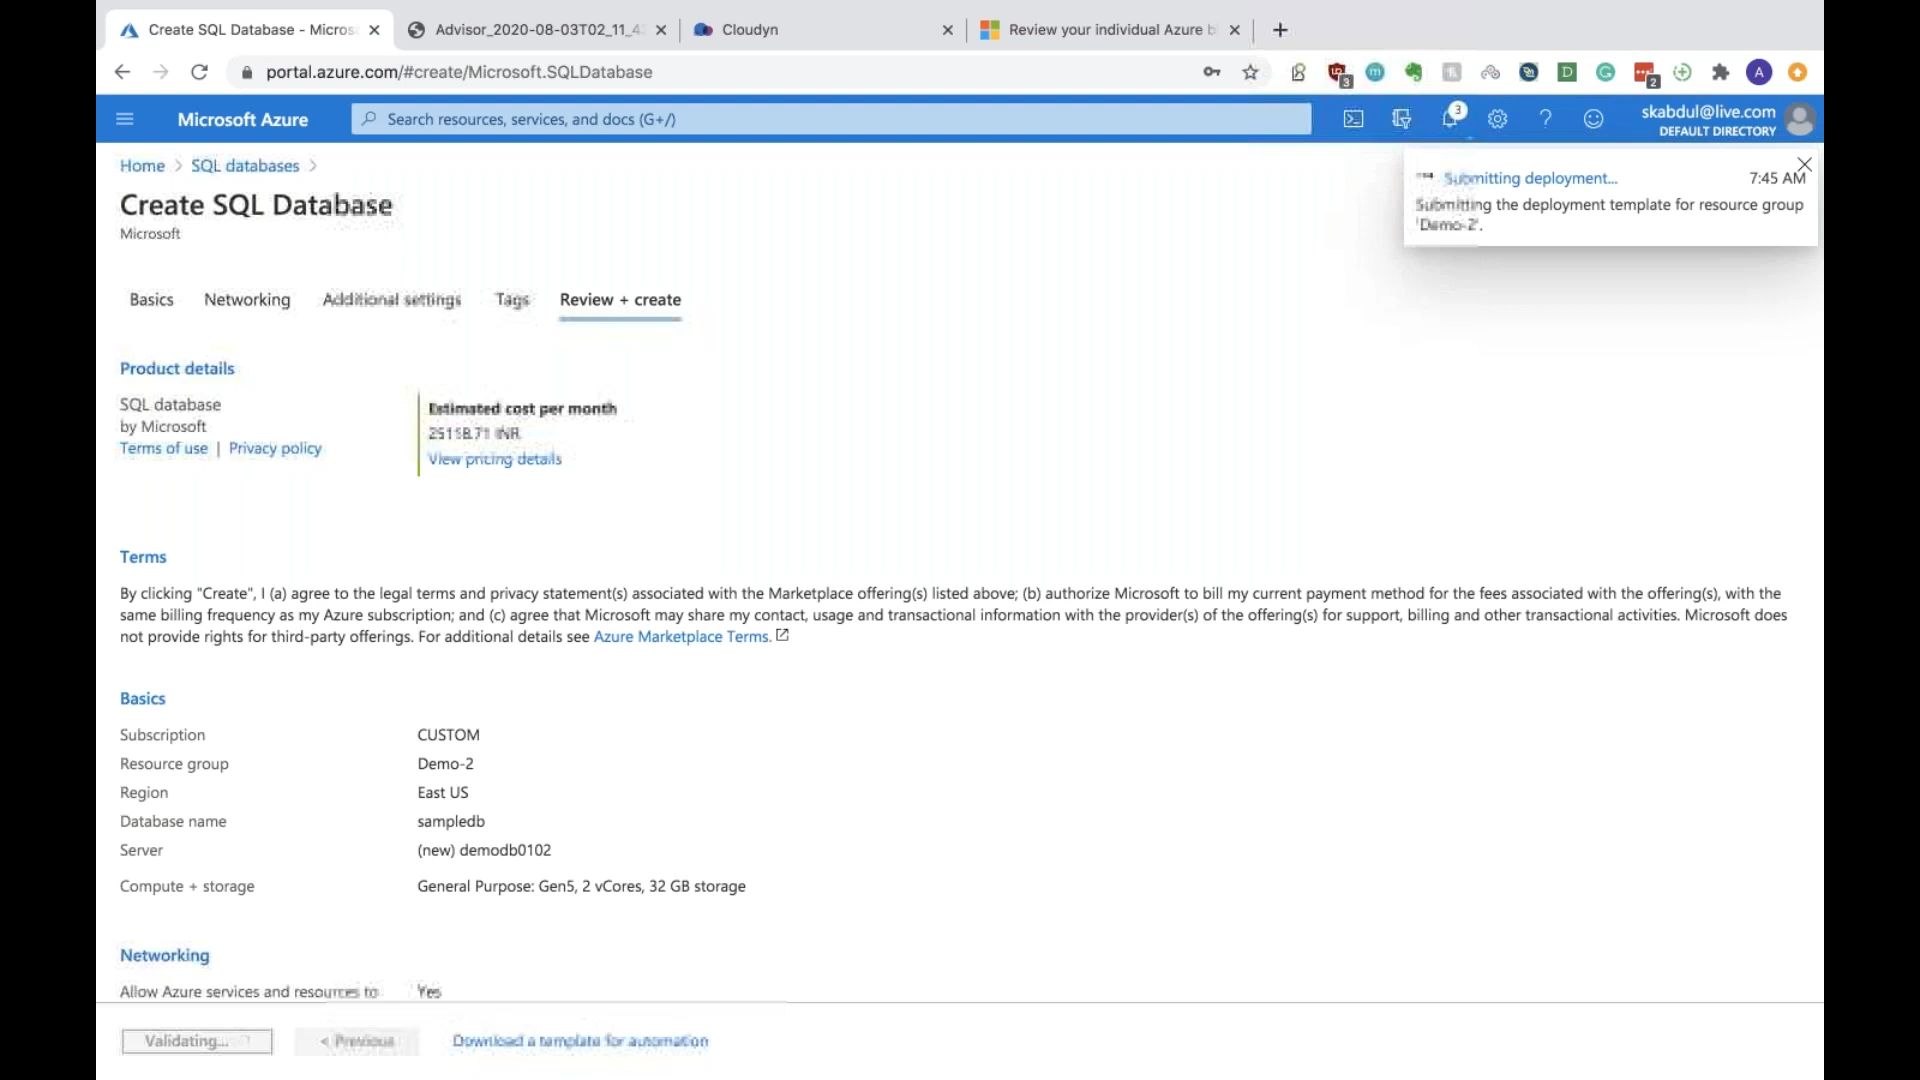 Create SQL Database - Micros
Advisor_2020-08-03T02_11_4
Cloudyn
Review your individual Azure b
portal.azure.com/#create/Microsoft.SQLDatabase
3
m
D
2
A
Microsoft Azure
Search resources, services, and docs (G+/)
3
skabdul@live.com
DEFAULT DIRECTORY
Home > SQL databases >
Create SQL Database
Microsoft
Submitting deployment...
7:45 AM
Submitting the deployment template for resource group
'Demo-2'.
Basics
Networking
Additional settings
Tags
Review + create
Product details
SQL database
by Microsoft
Terms of use | Privacy policy
Estimated cost per month
25118.71 INR
View pricing details
Terms
By clicking "Create", I (a) agree to the legal terms and privacy statement(s) associated with the Marketplace offering(s) listed above; (b) authorize Microsoft to bill my current payment method for the fees associated with the offering(s), with the
same billing frequency as my Azure subscription; and (c) agree that Microsoft may share my contact, usage and transactional information with the provider(s) of the offering(s) for support, billing and other transactional activities. Microsoft does
not provide rights for third-party offerings. For additional details see Azure Marketplace Terms.
Basics
Subscription CUSTOM
Resource group Demo-2
Region East US
Database name sampledb
Server (new) demodb0102
Compute + storage General Purpose: Gen5, 2 vCores, 32 GB storage
Networking
Allow Azure services and resources to Yes
Validating...
< Previous
Download a template for automation